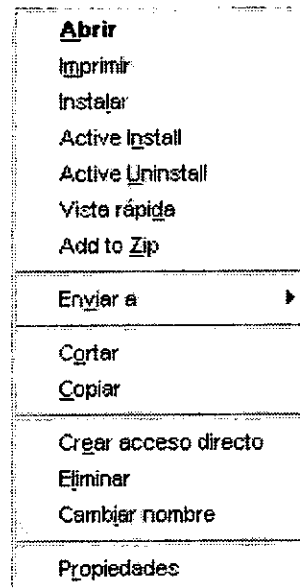 Abrir
Imprimir
Instalar
Active Install
Active Uninstall
Vista rápida
Add to Zip
Enviar a
Cortar
Copiar
Crear acceso directo
Eliminar
Cambiar nombre
Propiedades